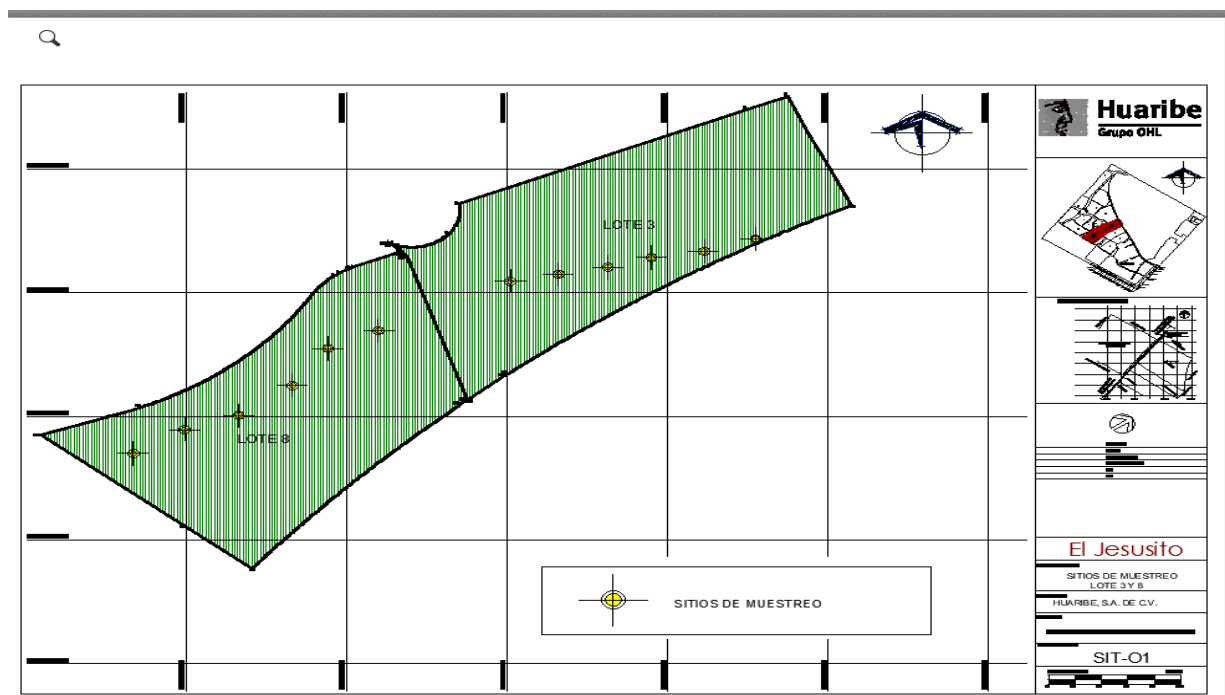 LOTE 3
LOTE 8
SITIOS DE MUESTREO
Huaribe
Grupo OHL
El Jesusito
SITIOS DE MUESTREO
LOTE 3 Y 8
HUARIBE, S.A. DE C.V.
SIT-01